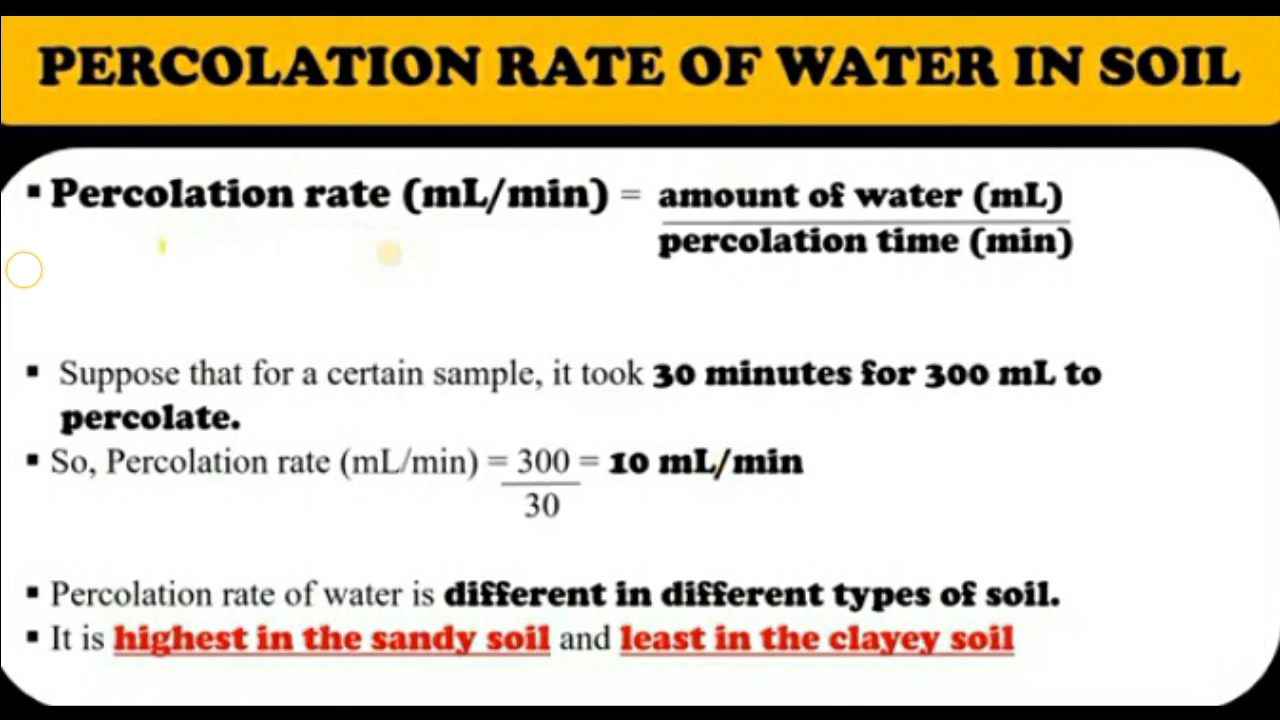 PERCOLATION RATE OF WATER IN SOIL
▪ Percolation rate (mL/min) = amount of water (mL)
percolation time (min)
▪ Suppose that for a certain sample, it took 30 minutes for 300 mL to
percolate.
▪ So, Percolation rate (mL/min) = 300 = 10 mL/min
30
▪ Percolation rate of water is different in different types of soil.
▪ It is highest in the sandy soil and least in the clayey soil